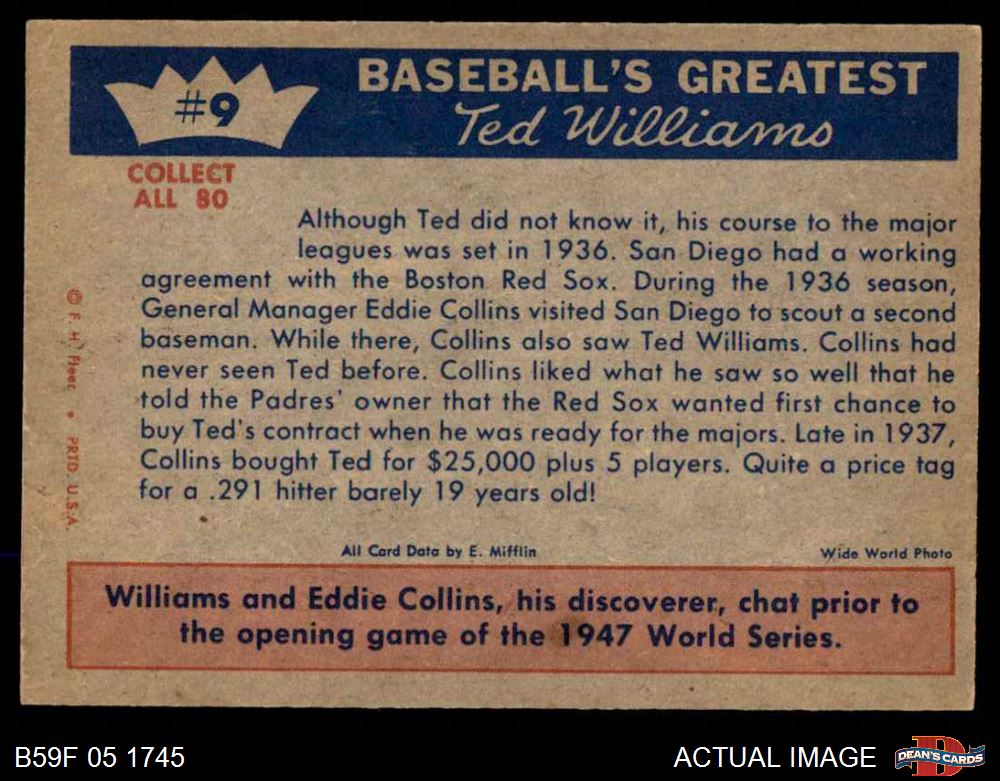 #9
BASEBALL'S GREATEST
Ted Williams
COLLECT
ALL 80
Although Ted did not know it, his course to the major
leagues was set in 1936. San Diego had a working
agreement with the Boston Red Sox. During the 1936 season,
General Manager Eddie Collins visited San Diego to scout a second
baseman. While there, Collins also saw Ted Williams. Collins had
never seen Ted before. Collins liked what he saw so well that he
told the Padres' owner that the Red Sox wanted first chance to
buy Ted's contract when he was ready for the majors. Late in 1937,
Collins bought Ted for $25,000 plus 5 players. Quite a price tag
for a .291 hitter barely 19 years old!
© F. H. Fleer • PRTD. U.S.A.
All Card Data by E. Mifflin
Wide World Photo
Williams and Eddie Collins, his discoverer, chat prior to
the opening game of the 1947 World Series.
B59F 05 1745
ACTUAL IMAGE
D
DEAN'S CARDS